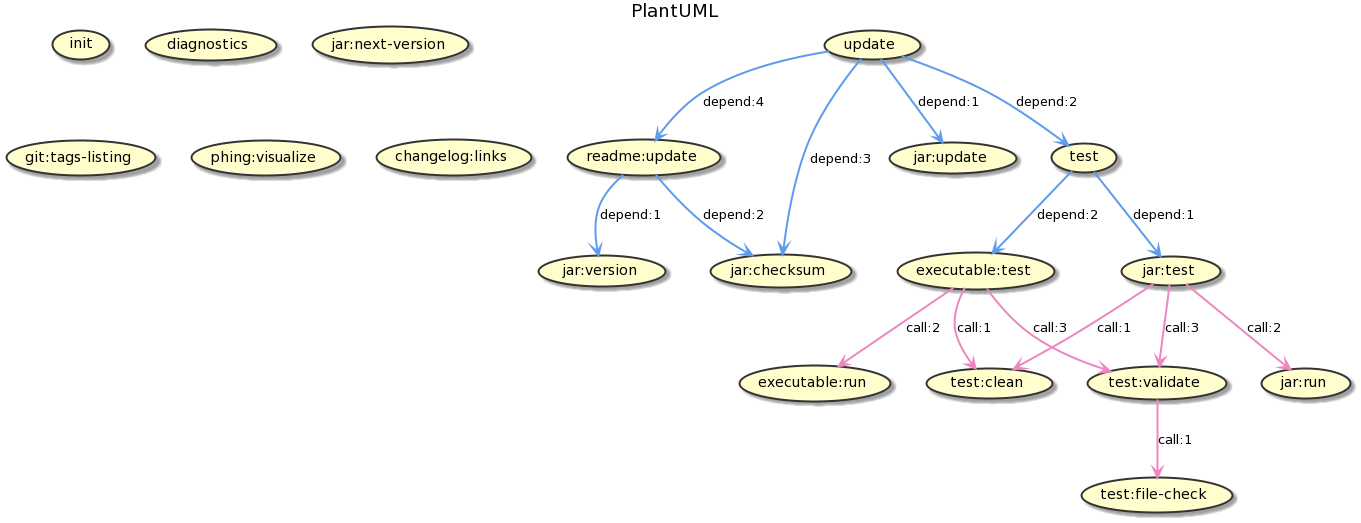 PlantUML
init
diagnostics
jar:next-version
update
depend:4
depend:1
depend:2
git:tags-listing
phing:visualize
changelog:links
readme:update
depend:3
jar:update
test
depend:1
depend:2
depend:2
depend:1
jar:version
jar:checksum
executable:test
jar:test
call:2
call:1
call:3
call:1
call:3
call:2
executable:run
test:clean
test:validate
jar:run
call:1
test:file-check